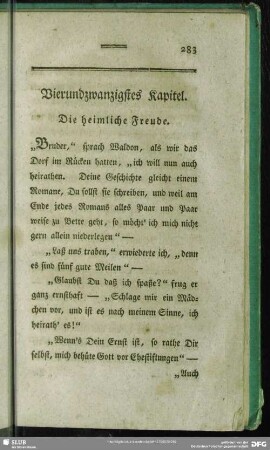 283
Vierundzwanzigstes Kapitel.
Die heimliche Freude.
„Bruder,“ sprach Waldon, als wir das
Dorf im Rücken hatten, „ich will nun auch
heirathen. Deine Geschichte gleicht einem
Romane, Du sollst sie schreiben, und weil am
Ende jedes Romans alles Paar und Paar
weise zu Bette geht, so möcht' ich mich nicht
gern allein niederlegen“ —
„Laß uns traben,“ erwiederte ich, „denn
es sind fünf gute Meilen“ —
„Glaubst Du daß ich spaße?“ frug er
ganz ernsthaft — „Schlage mir ein Mäd-
chen vor, und ist es nach meinem Sinne, ich
heirath' es!“
„Wenn's Dein Ernst ist, so rathe Dir
selbst, mich behüte Gott vor Ehestiftungen“ —
„Auch
SLUB
DFG